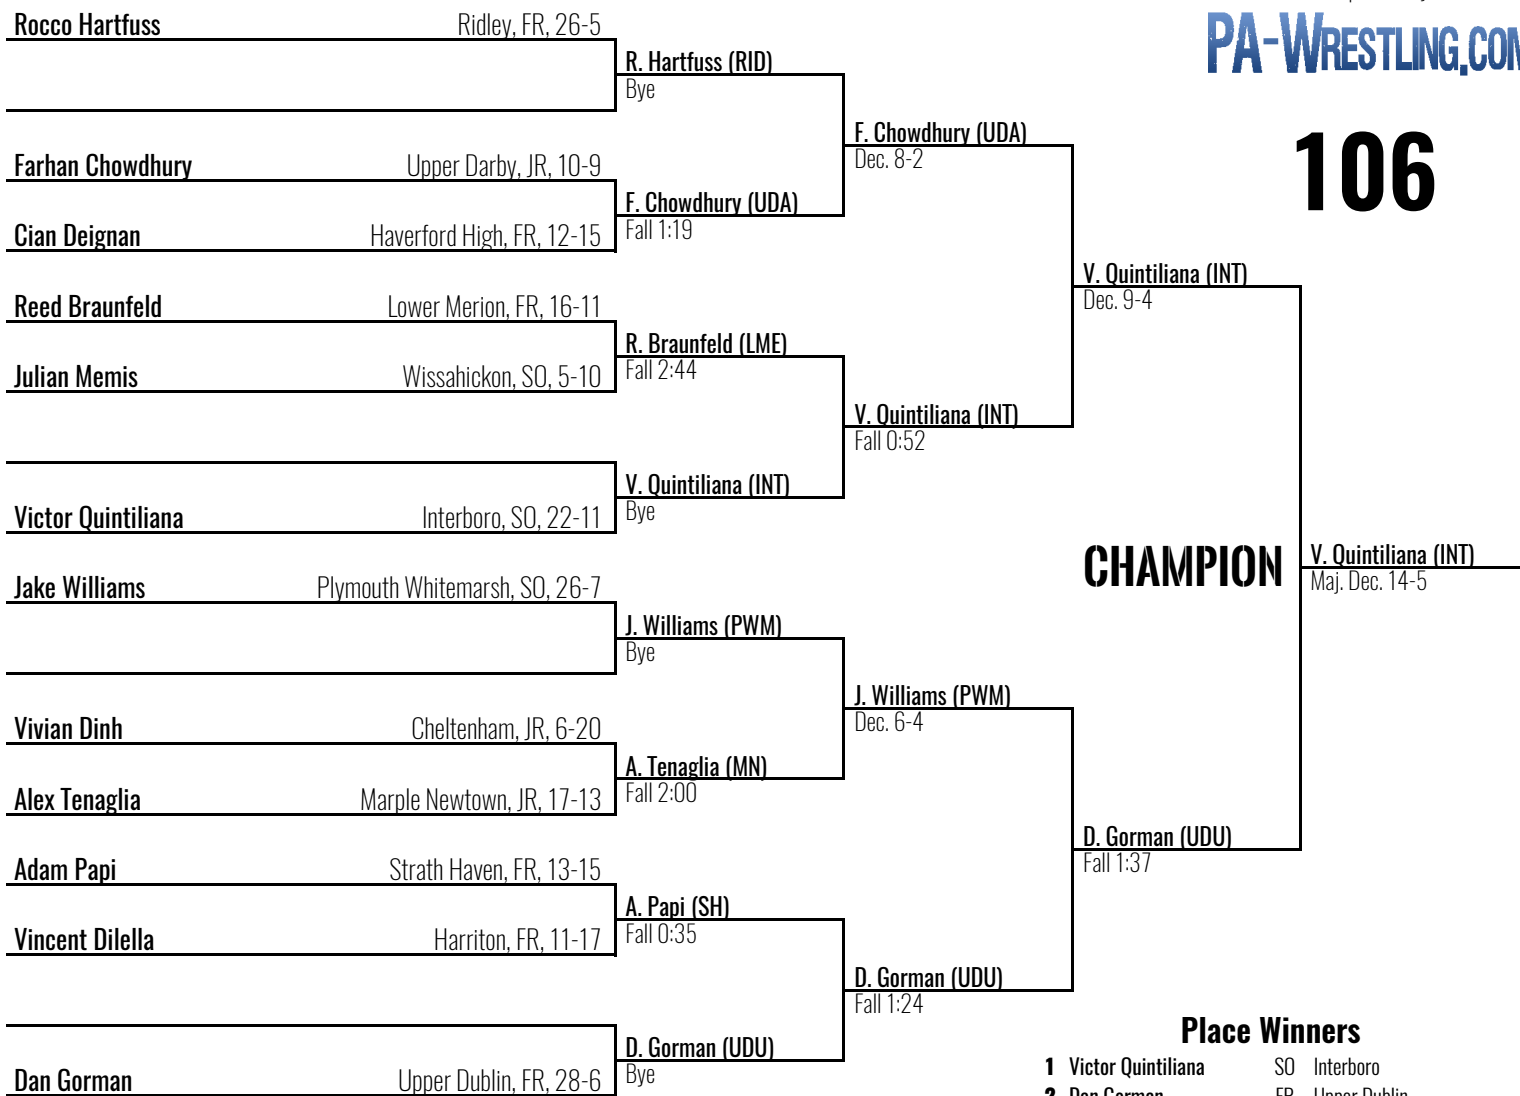 Rocco Hartfuss Ridley, FR, 26-5
R. Hartfuss (RID)
Bye
PA-WRESTLING.COM
106
F. Chowdhury (UDA)
Dec. 8-2
Farhan Chowdhury Upper Darby, JR, 10-9
F. Chowdhury (UDA)
Fall 1:19
Cian Deignan Haverford High, FR, 12-15
V. Quintiliana (INT)
Dec. 9-4
Reed Braunfeld Lower Merion, FR, 16-11
R. Braunfeld (LME)
Fall 2:44
Julian Memis Wissahickon, SO, 5-10
V. Quintiliana (INT)
Fall 0:52
V. Quintiliana (INT)
Bye
Victor Quintiliana Interboro, SO, 22-11
CHAMPION
V. Quintiliana (INT)
Maj. Dec. 14-5
Jake Williams Plymouth Whitemarsh, SO, 26-7
J. Williams (PWM)
Bye
J. Williams (PWM)
Dec. 6-4
Vivian Dinh Cheltenham, JR, 6-20
A. Tenaglia (MN)
Fall 2:00
Alex Tenaglia Marple Newtown, JR, 17-13
D. Gorman (UDU)
Fall 1:37
Adam Papi Strath Haven, FR, 13-15
A. Papi (SH)
Fall 0:35
Vincent Dilella Harriton, FR, 11-17
D. Gorman (UDU)
Fall 1:24
D. Gorman (UDU)
Bye
Dan Gorman Upper Dublin, FR, 28-6
Place Winners
1 Victor Quintiliana SO Interboro
2 Dan Gorman FR Upper Dublin